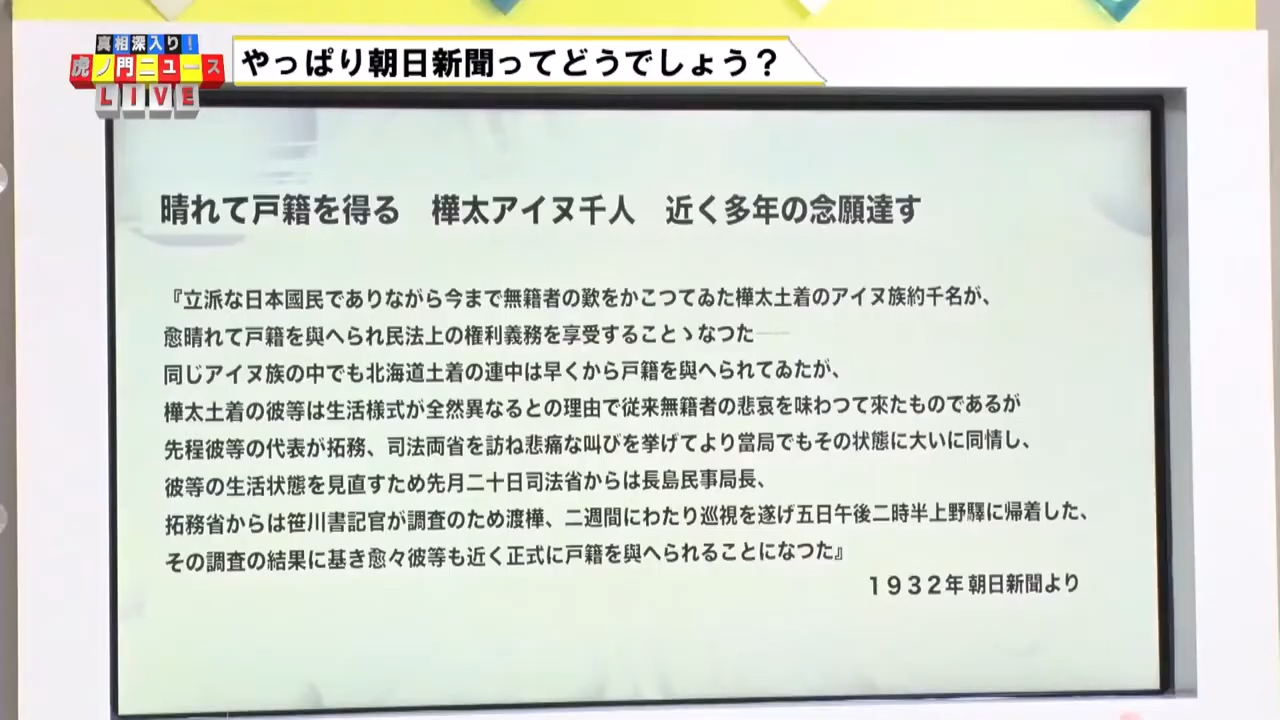 真相深入り！
虎ノ門ニュース
LIVE
やっぱり朝日新聞ってどうでしょう？
晴れて戸籍を得る　樺太アイヌ千人　近く多年の念願達す
『立派な日本國民でありながら今まで無籍者の歎をかこつてゐた樺太土着のアイヌ族約千名が、
愈晴れて戸籍を與へられ民法上の権利義務を享受することゝなつた――
同じアイヌ族の中でも北海道土着の連中は早くから戸籍を與へられてゐたが、
樺太土着の彼等は生活様式が全然異なるとの理由で従来無籍者の悲哀を味わつて來たものであるが
先程彼等の代表が拓務、司法両省を訪ね悲痛な叫びを挙げてより當局でもその状態に大いに同情し、
彼等の生活状態を見直すため先月二十日司法省からは長島民事局長、
拓務省からは笹川書記官が調査のため渡樺、二週間にわたり巡視を遂げ五日午後二時半上野驛に帰着した、
その調査の結果に基き愈々彼等も近く正式に戸籍を與へられることになつた』
１９３２年 朝日新聞より